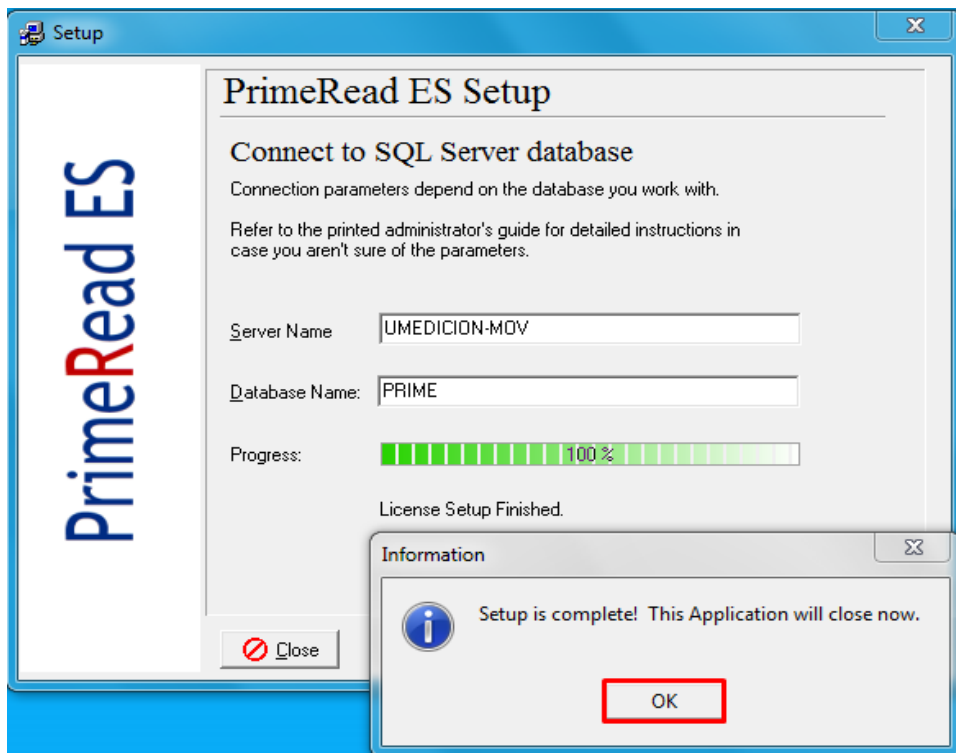 Setup
PrimeRead ES
PrimeRead ES Setup
Connect to SQL Server database
Connection parameters depend on the database you work with.
Refer to the printed administrator's guide for detailed instructions in
case you aren't sure of the parameters.
Server Name UMEDICION-MOV
Database Name: PRIME
Progress: 100 %
License Setup Finished.
Close
Information
Setup is complete! This Application will close now.
OK